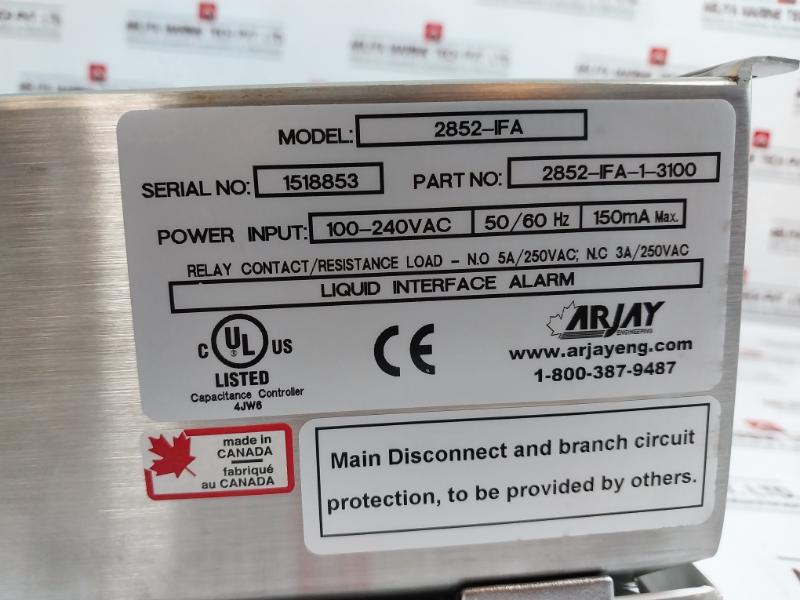 MODEL: 2852-IFA
SERIAL NO: 1518853 PART NO: 2852-IFA-1-3100
POWER INPUT: 100-240VAC 50/60 Hz 150mA Max.
RELAY CONTACT/RESISTANCE LOAD - N.O 5A/250VAC; N.C 3A/250VAC
LIQUID INTERFACE ALARM
C UL ® US
LISTED
Capacitance Controller
4JW6
CE
ARJAY
ENGINEERING
www.arjayeng.com
1-800-387-9487
made in
CANADA
fabriqué
au CANADA
Main Disconnect and branch circuit
protection, to be provided by others.